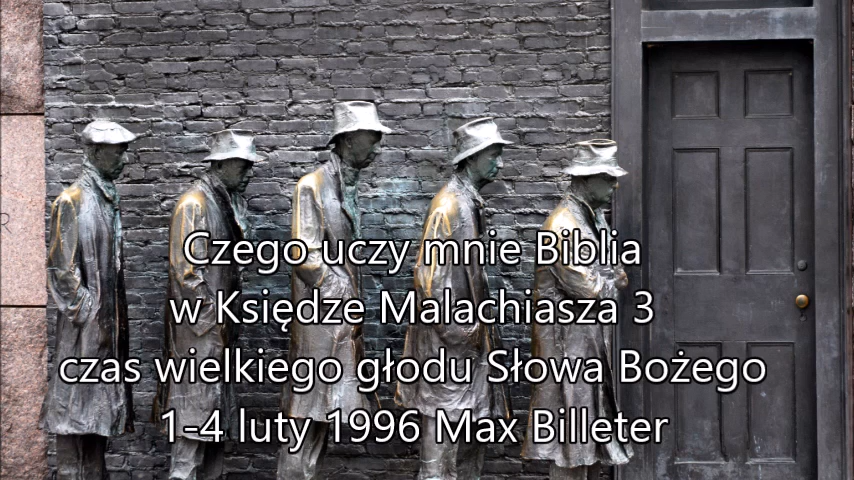 Czego uczy mnie Biblia
w Księdze Malachiasza 3
czas wielkiego głodu Słowa Bożego
1-4 luty 1996 Max Billeter
R